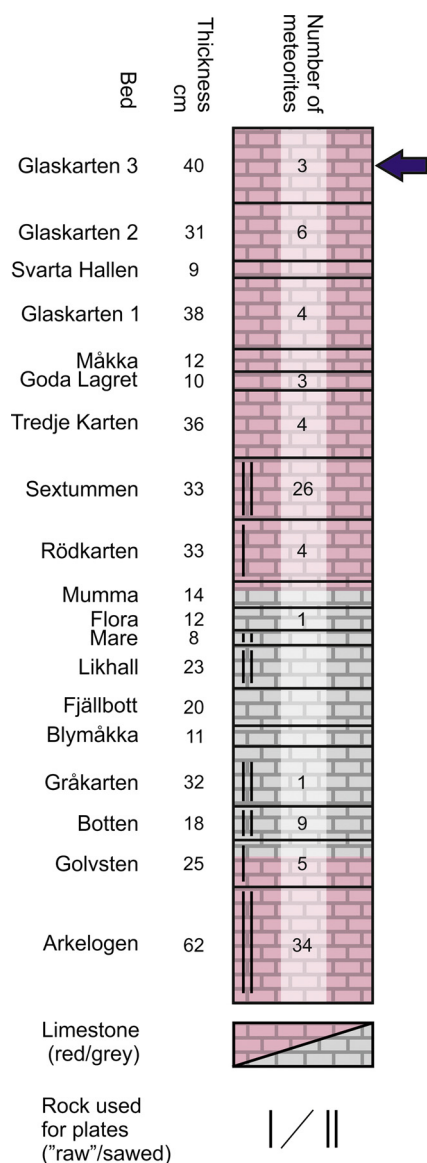 Bed
Thickness
cm
Number of
meteorites
Glaskarten 3 40 3
Glaskarten 2 31 6
Svarta Hallen 9
Glaskarten 1 38 4
Måkka 12
Goda Lagret 10 3
Tredje Karten 36 4
Sextummen 33 26
Rödkarten 33 4
Mumma 14
Flora 12 1
Mare 8
Likhall 23
Fjällbott 20
Blymåkka 11
Gråkarten 32 1
Botten 18 9
Golvsten 25 5
Arkelogen 62 34
Limestone
(red/grey)
Rock used
for plates
("raw"/sawed)